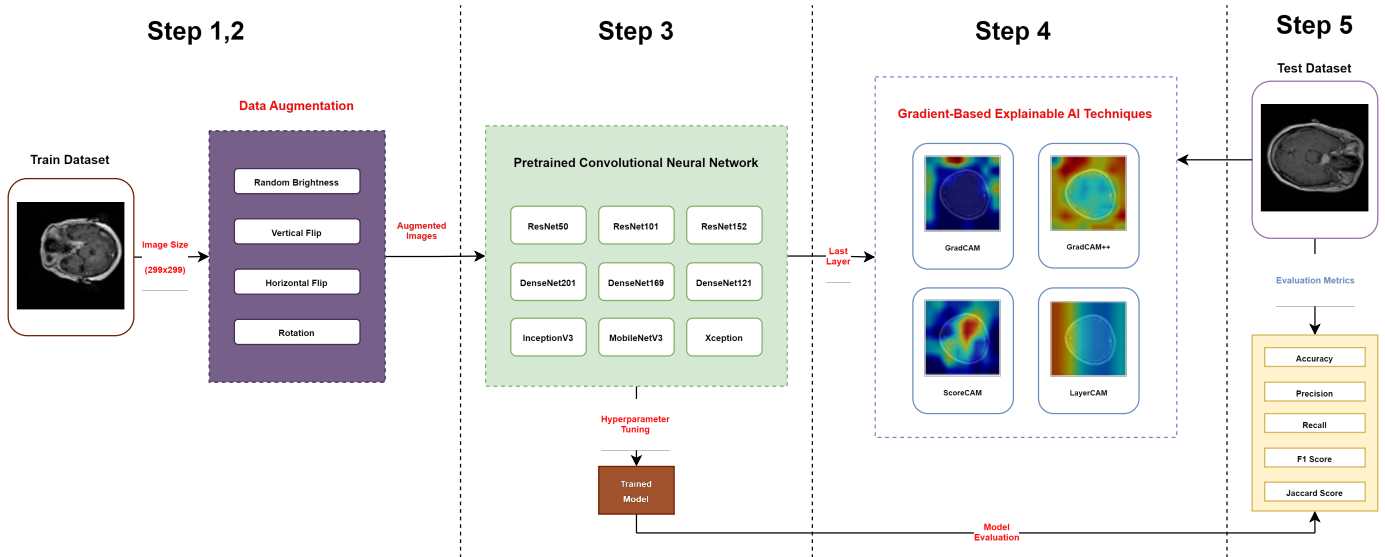 Step 1,2
Step 3
Step 4
Step 5
Train Dataset
Image Size
(299x299)
Data Augmentation
Random Brightness
Vertical Flip
Horizontal Flip
Rotation
Augmented
Images
Pretrained Convolutional Neural Network
ResNet50
ResNet101
ResNet152
DenseNet201
DenseNet169
DenseNet121
InceptionV3
MobileNetV3
Xception
Hyperparameter
Tuning
Trained
Model
Last
Layer
Gradient-Based Explainable AI Techniques
GradCAM
GradCAM++
ScoreCAM
LayerCAM
Model
Evaluation
Test Dataset
Evaluation Metrics
Accuracy
Precision
Recall
F1 Score
Jaccard Score